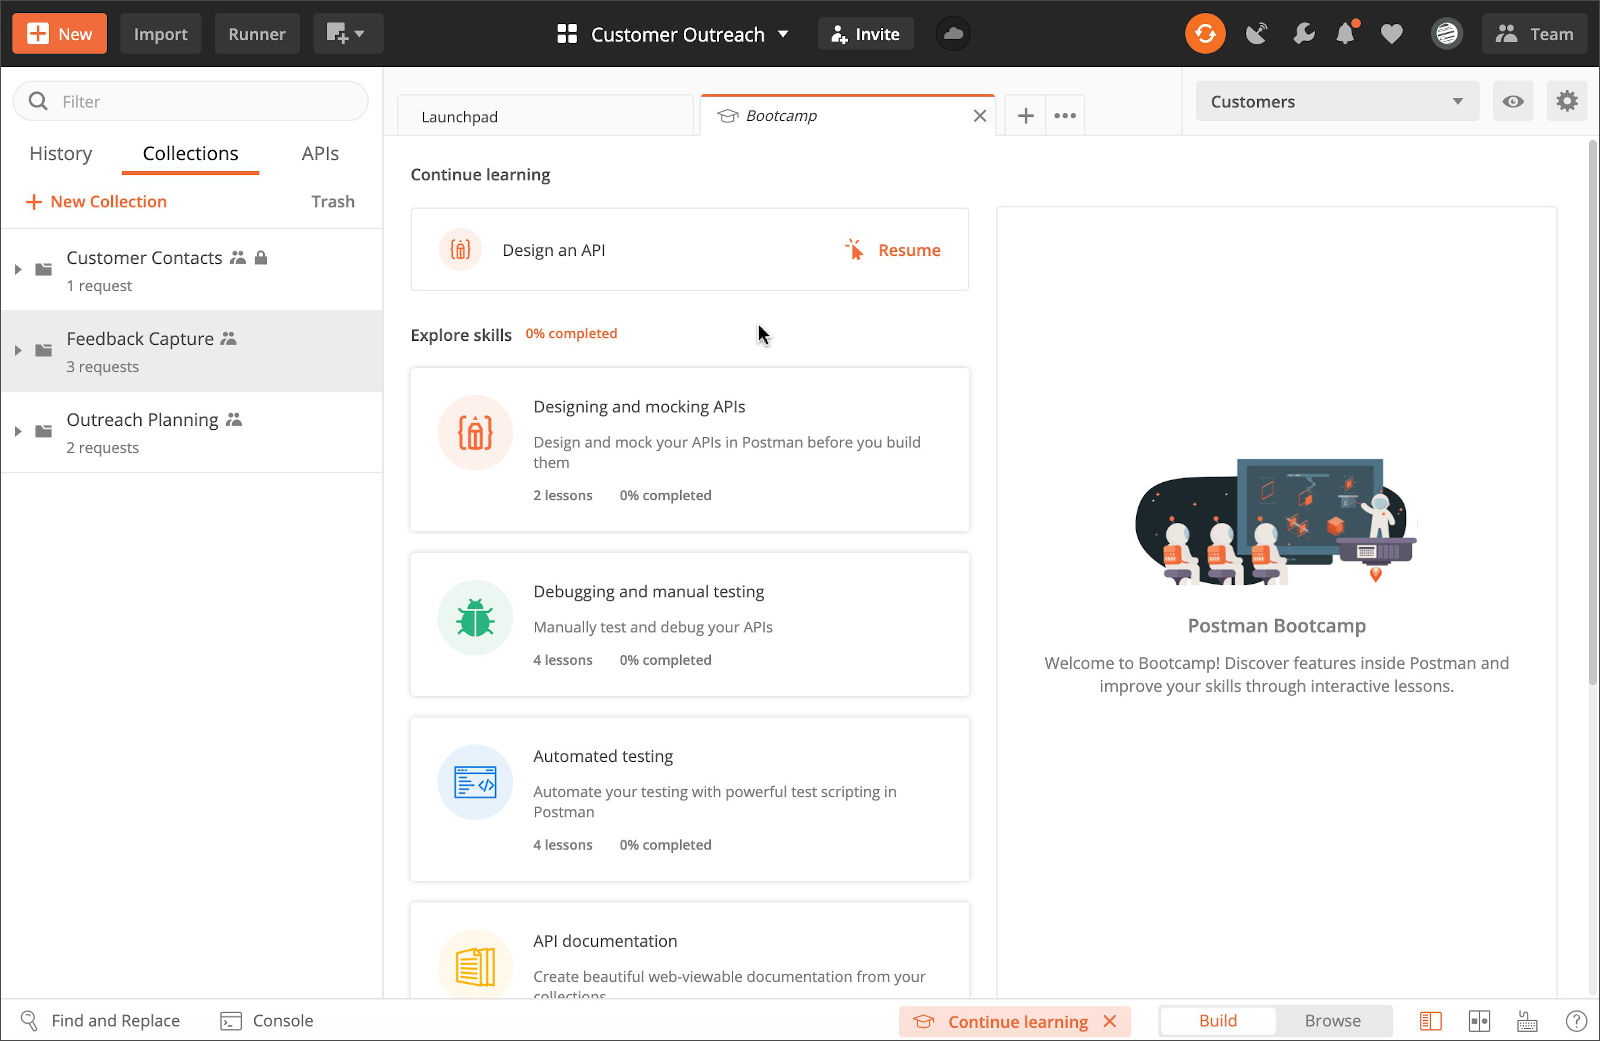 New
Import
Runner
Customer Outreach
Invite
Team
Filter
History
Collections
APIs
New Collection
Trash
Customer Contacts
1 request
Feedback Capture
3 requests
Outreach Planning
2 requests
Launchpad
Bootcamp
Customers
Continue learning
Design an API
Resume
Explore skills
0% completed
Designing and mocking APIs
Design and mock your APIs in Postman before you build
them
2 lessons
0% completed
Debugging and manual testing
Manually test and debug your APIs
4 lessons
0% completed
Automated testing
Automate your testing with powerful test scripting in
Postman
4 lessons
0% completed
API documentation
Create beautiful web-viewable documentation from your
collections
Postman Bootcamp
Welcome to Bootcamp! Discover features inside Postman and
improve your skills through interactive lessons.
Find and Replace
Console
Continue learning
Build
Browse